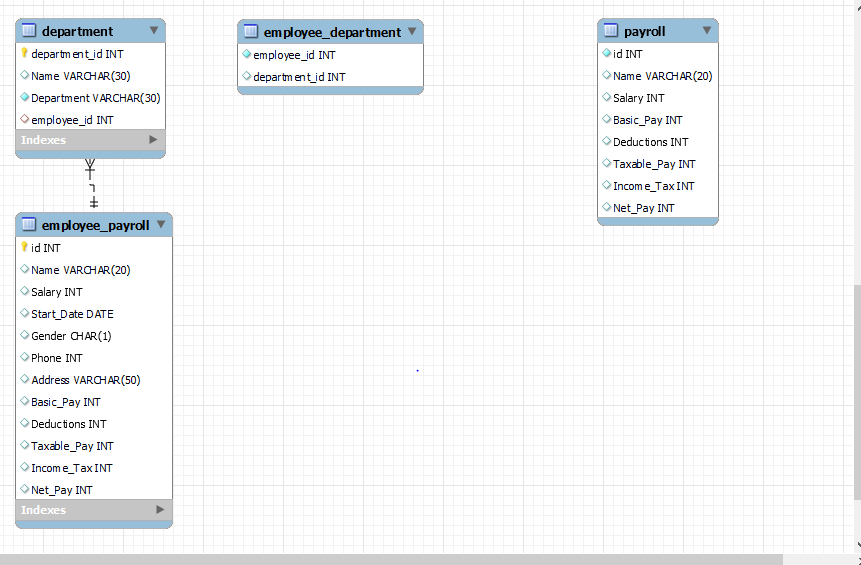 department
department_id INT
Name VARCHAR(30)
Department VARCHAR(30)
employee_id INT
Indexes
employee_department
employee_id INT
department_id INT
payroll
id INT
Name VARCHAR(20)
Salary INT
Basic_Pay INT
Deductions INT
Taxable_Pay INT
Income_Tax INT
Net_Pay INT
employee_payroll
id INT
Name VARCHAR(20)
Salary INT
Start_Date DATE
Gender CHAR(1)
Phone INT
Address VARCHAR(50)
Basic_Pay INT
Deductions INT
Taxable_Pay INT
Income_Tax INT
Net_Pay INT
Indexes